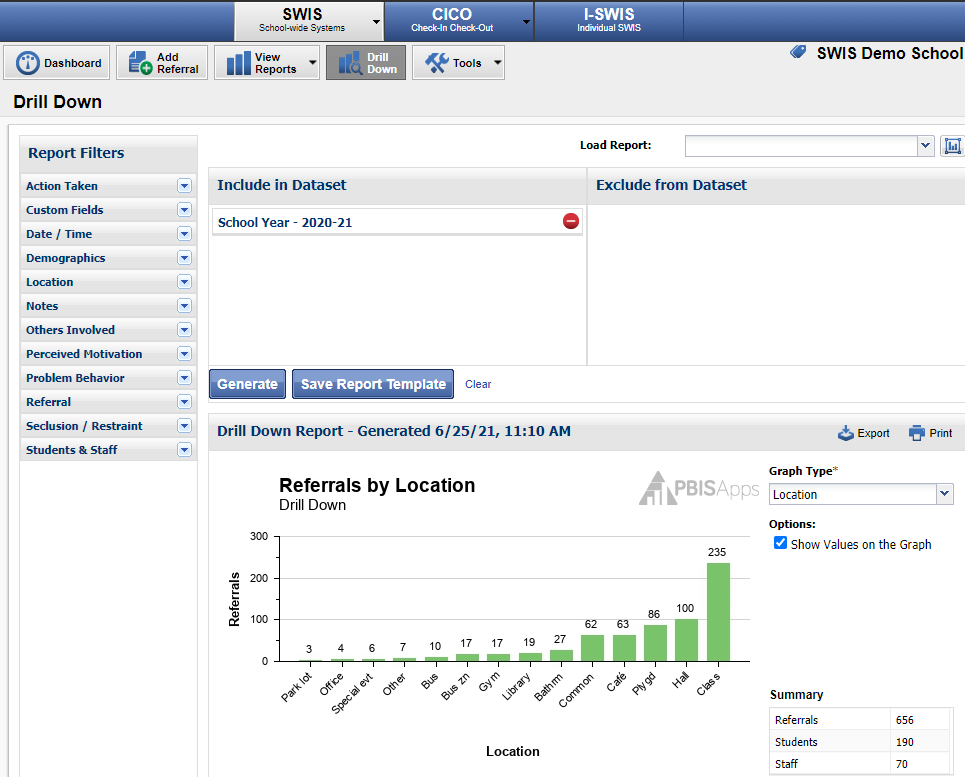 SWIS
School-wide Systems
CICO
Check-In Check-Out
I-SWIS
Individual SWIS
Dashboard
Add
Referral
View
Reports
Drill
Down
Tools
SWIS Demo School
Drill Down
Report Filters
Action Taken
Custom Fields
Date / Time
Demographics
Location
Notes
Others Involved
Perceived Motivation
Problem Behavior
Referral
Seclusion / Restraint
Students & Staff
Load Report:
Include in Dataset
Exclude from Dataset
School Year - 2020-21
Generate
Save Report Template
Clear
Drill Down Report - Generated 6/25/21, 11:10 AM
Export
Print
Referrals by Location
Drill Down
PBISApps
Graph Type*
Location
Options:
Show Values on the Graph
Referrals
300
200
100
0
3
4
6
7
10
17
17
19
27
62
63
86
100
235
Park lot
Office
Special evt
Other
Bus
Bus zn
Gym
Library
Bathrm
Common
Café
Plygd
Hall
Class
Location
Summary
Referrals 656
Students 190
Staff 70